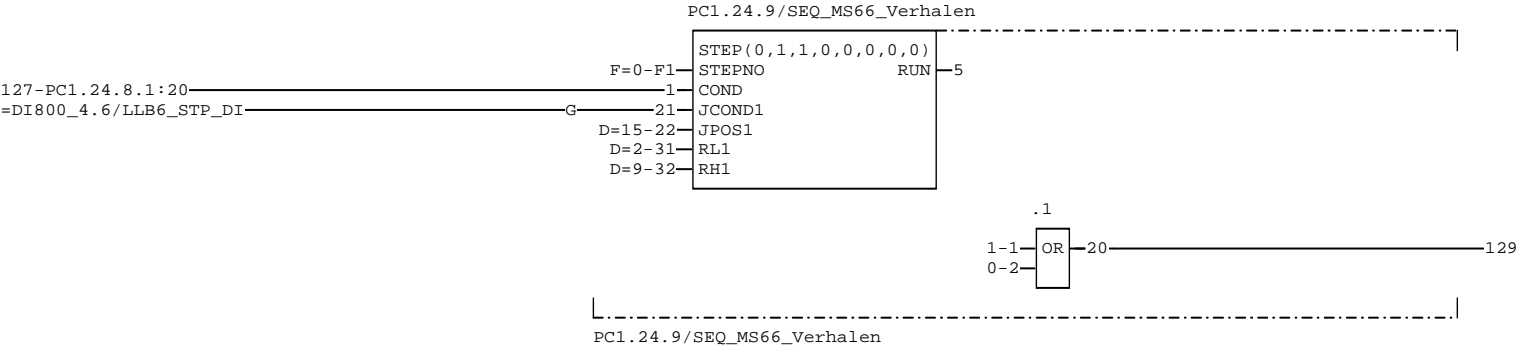 PC1.24.9/SEQ_MS66_Verhalen
STEP(0,1,1,0,0,0,0,0)
F=0-F1 STEPNO RUN 5
127-PC1.24.8.1:20 1 COND
=DI800_4.6/LLB6_STP_DI G 21 JCOND1
D=15-22 JPOS1
D=2-31 RL1
D=9-32 RH1
.1
1-1 OR 20 129
0-2
PC1.24.9/SEQ_MS66_Verhalen